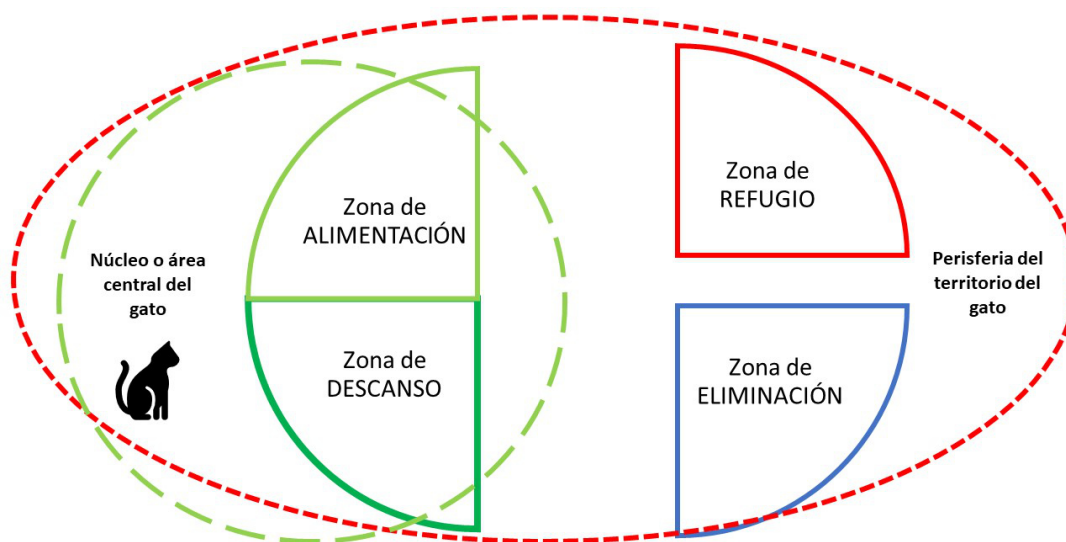 Zona de
ALIMENTACIÓN
Zona de
REFUGIO
Núcleo o área
central del
gato
Perisferia del
territorio del
gato
Zona de
DESCANSO
Zona de
ELIMINACIÓN